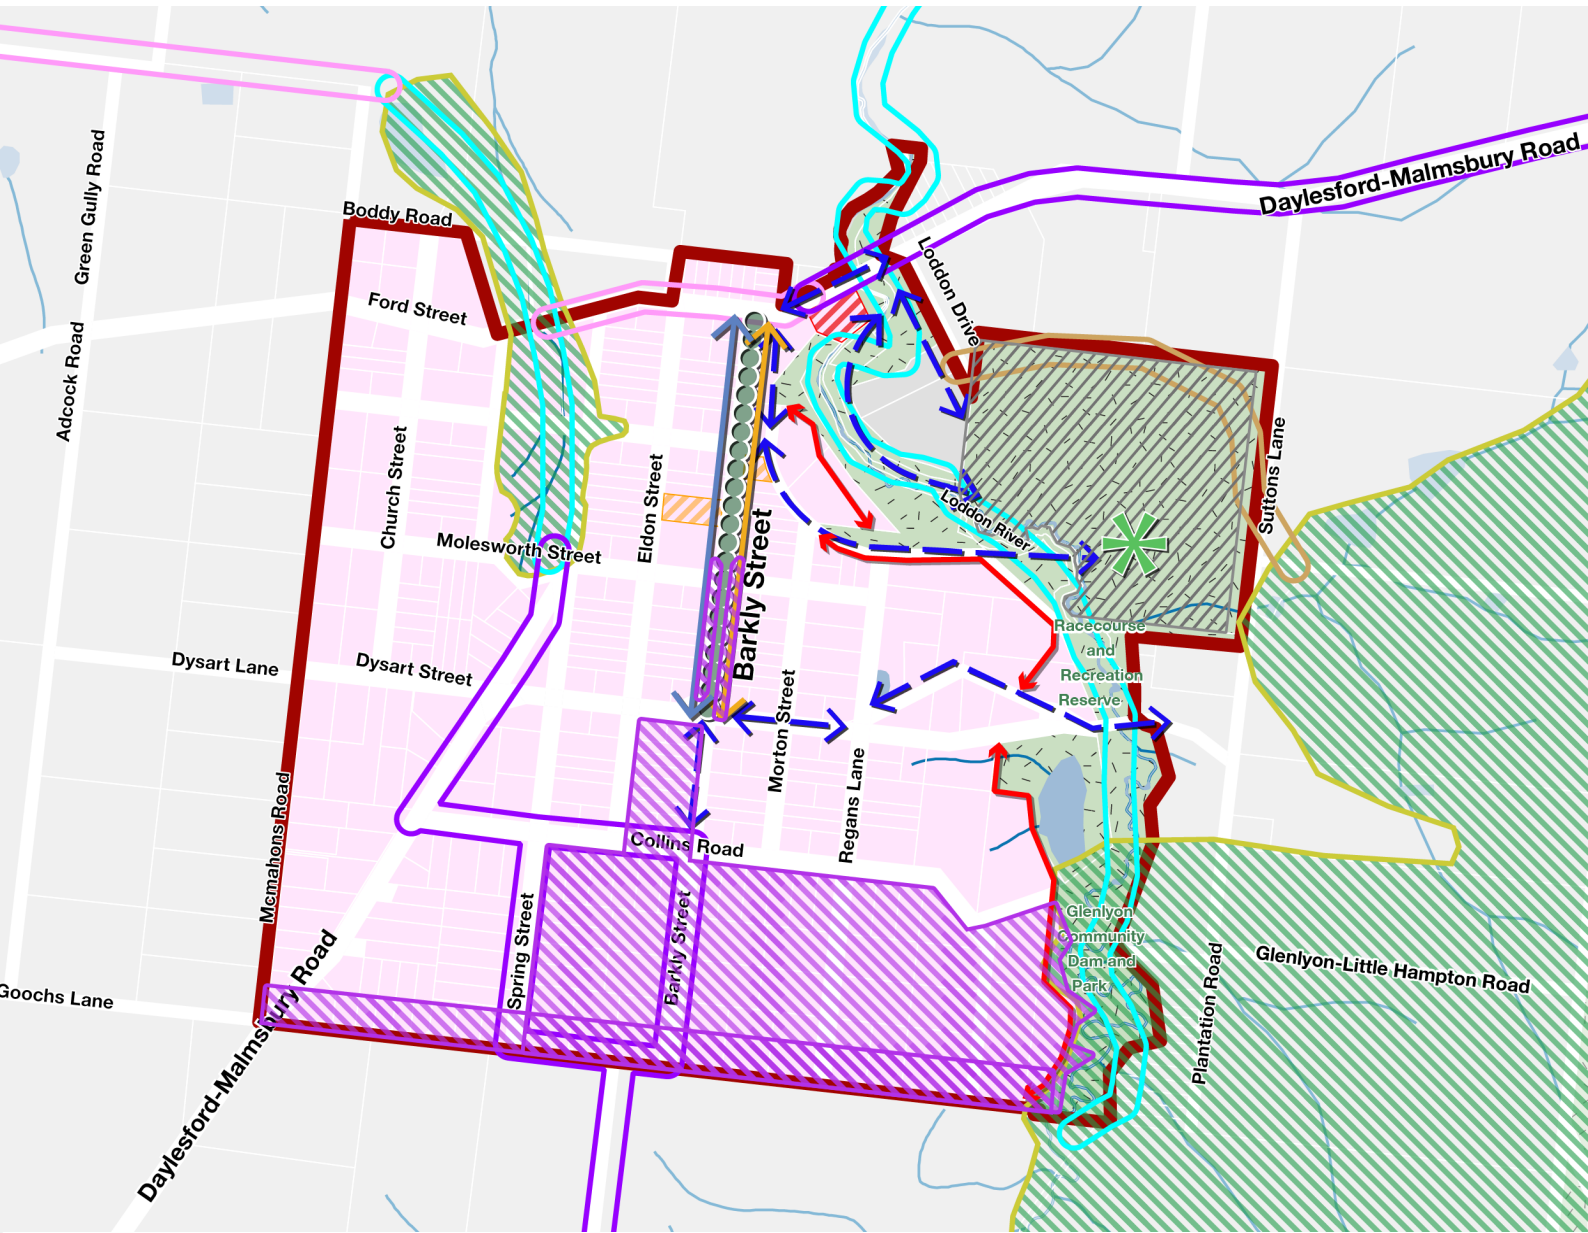 Daylesford-Malmsbury Road
Green Gully Road
Boddy Road
Loddon Drive
Ford Street
Adcock Road
Church Street
Eldon Street
Suttons Lane
Molesworth Street
Loddon River
Barkly Street
Racecourse
and
Recreation
Reserve
Dysart Lane
Dysart Street
Morton Street
Regans Lane
Mcmahons Road
Collins Road
Spring Street
Barkly Street
Glenlyon
Community
Dam and
Park
Glenlyon-Little Hampton Road
Plantation Road
Goochs Lane
Daylesford-Malmsbury Road